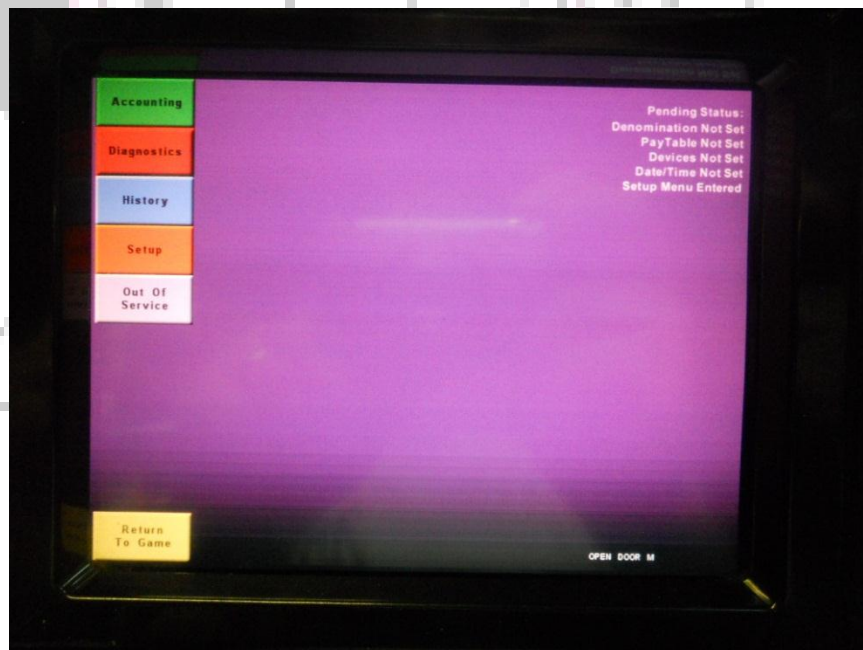 Accounting
Diagnostics
History
Setup
Out Of
Service
Return
To Game
Pending Status:
Denomination Not Set
PayTable Not Set
Devices Not Set
Date/Time Not Set
Setup Menu Entered
OPEN DOOR M